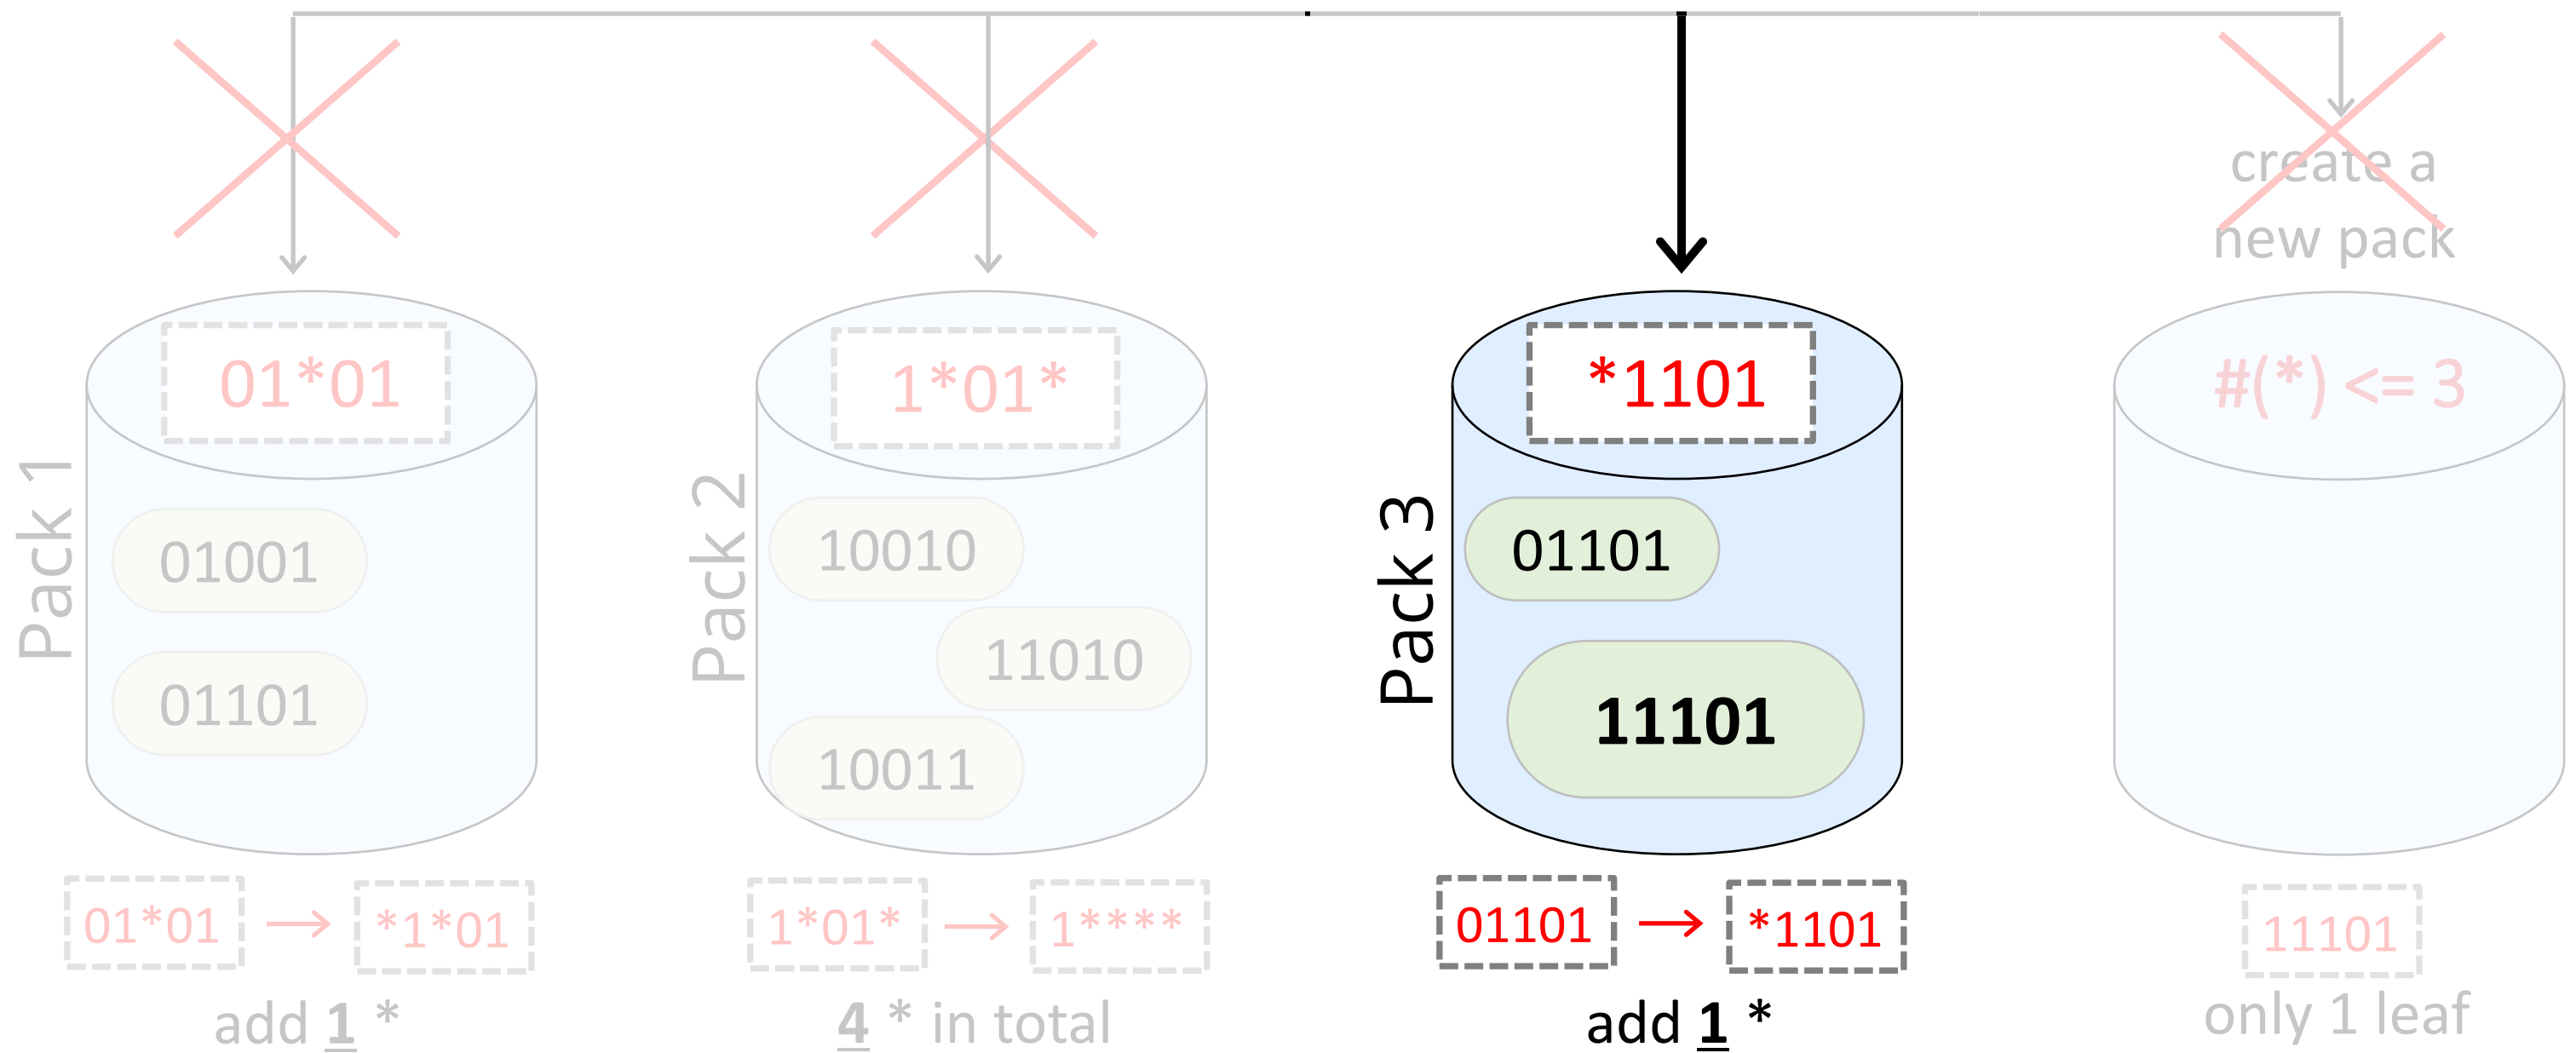 create a
new pack
Pack 1
01*01
01001
01101
01*01 → *1*01
add 1 *
Pack 2
1*01*
10010
11010
10011
1*01* → 1****
4 * in total
Pack 3
*1101
01101
11101
01101 → *1101
add 1 *
#(*) <= 3
11101
only 1 leaf